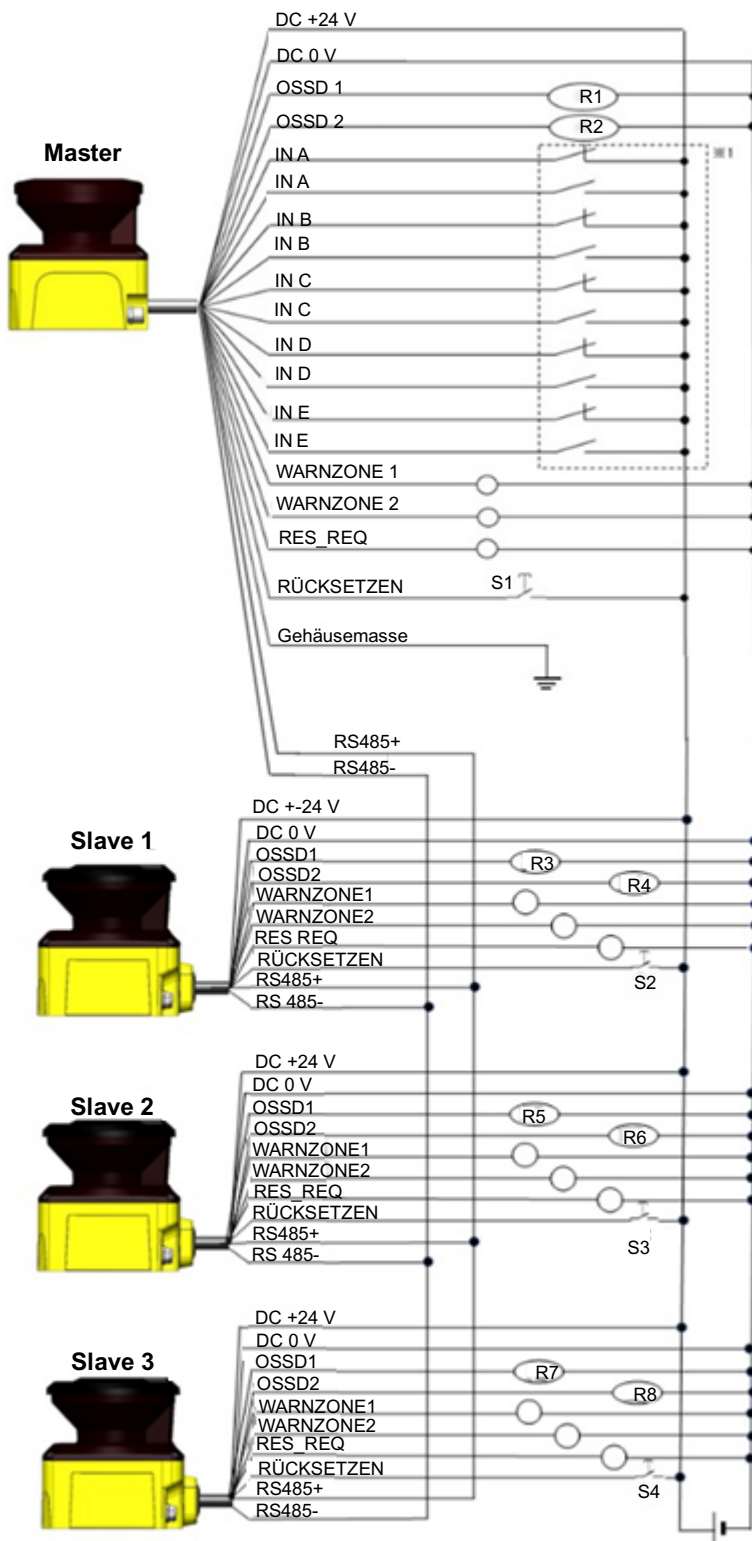 DC +24 V
DC 0 V
OSSD 1
R1
OSSD 2
R2
Master
IN A
※1
IN A
IN B
IN B
IN C
IN C
IN D
IN D
IN E
IN E
WARNZONE 1
WARNZONE 2
RES_REQ
RÜCKSETZEN
S1
Gehäusemasse
RS485+
RS485-
DC +-24 V
Slave 1
DC 0 V
OSSD1
R3
OSSD2
R4
WARNZONE1
WARNZONE2
RES REQ
RÜCKSETZEN
S2
RS485+
RS 485-
DC +24 V
Slave 2
DC 0 V
OSSD1
R5
OSSD2
R6
WARNZONE1
WARNZONE2
RES_REQ
RÜCKSETZEN
S3
RS485+
RS 485-
DC +24 V
Slave 3
DC 0 V
OSSD1
R7
OSSD2
R8
WARNZONE1
WARNZONE2
RES_REQ
RÜCKSETZEN
S4
RS485+
RS485-